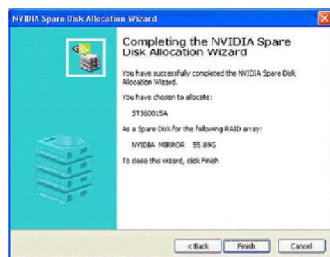 NVIDIA Spare Disk Allocation Wizard
Completing the NVIDIA Spare
Disk Allocation Wizard
You have successfully completed the NVIDIA Spare Disk
Allocation Wizard.
You have chosen to allocate:
ST360015A
As a Spare Disk for the following RAID array:
NVIDIA MIRROR 55.89G
To close this wizard, click Finish
< Back
Finish
Cancel